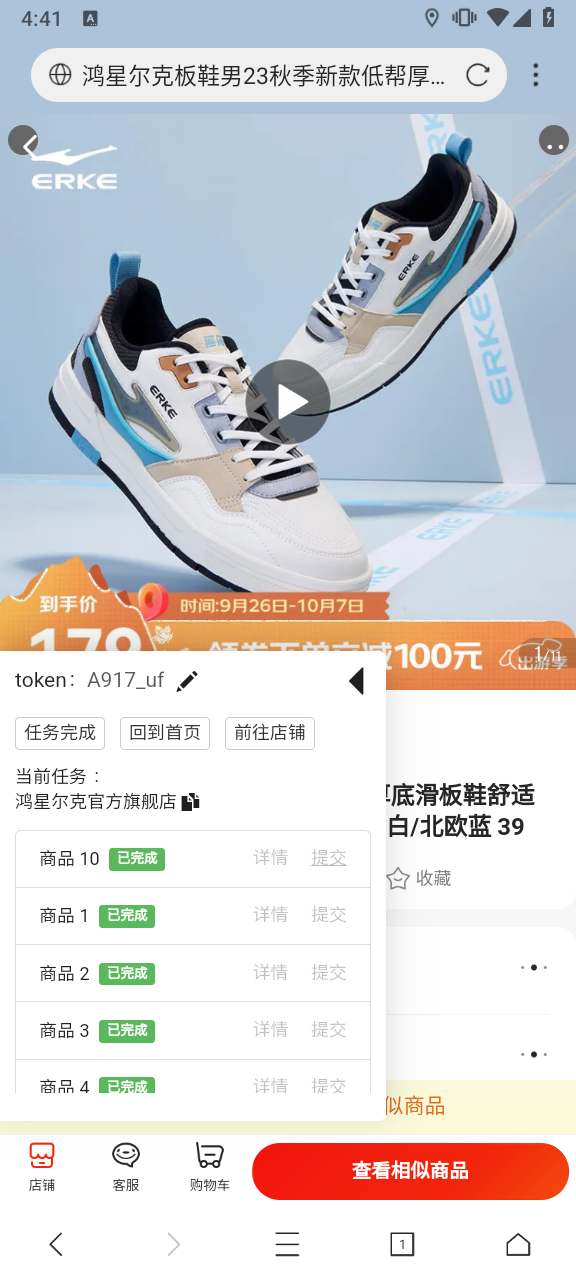 4:41
A
鸿星尔克板鞋男23秋季新款低帮厚...
ERKE
ERKE
ERKE
ERKE
ERKE
到手价
时间:9月26日-10月7日
179
领券下单立减100元
出游季
1/11
token： A917_uf
任务完成
回到首页
前往店铺
当前任务：
鸿星尔克官方旗舰店
厚底滑板鞋舒适
白/北欧蓝 39
商品 10 已完成 详情 提交
收藏
商品 1 已完成 详情 提交
商品 2 已完成 详情 提交
商品 3 已完成 详情 提交
商品 4 已完成 详情 提交
似商品
店铺
客服
购物车
查看相似商品
1